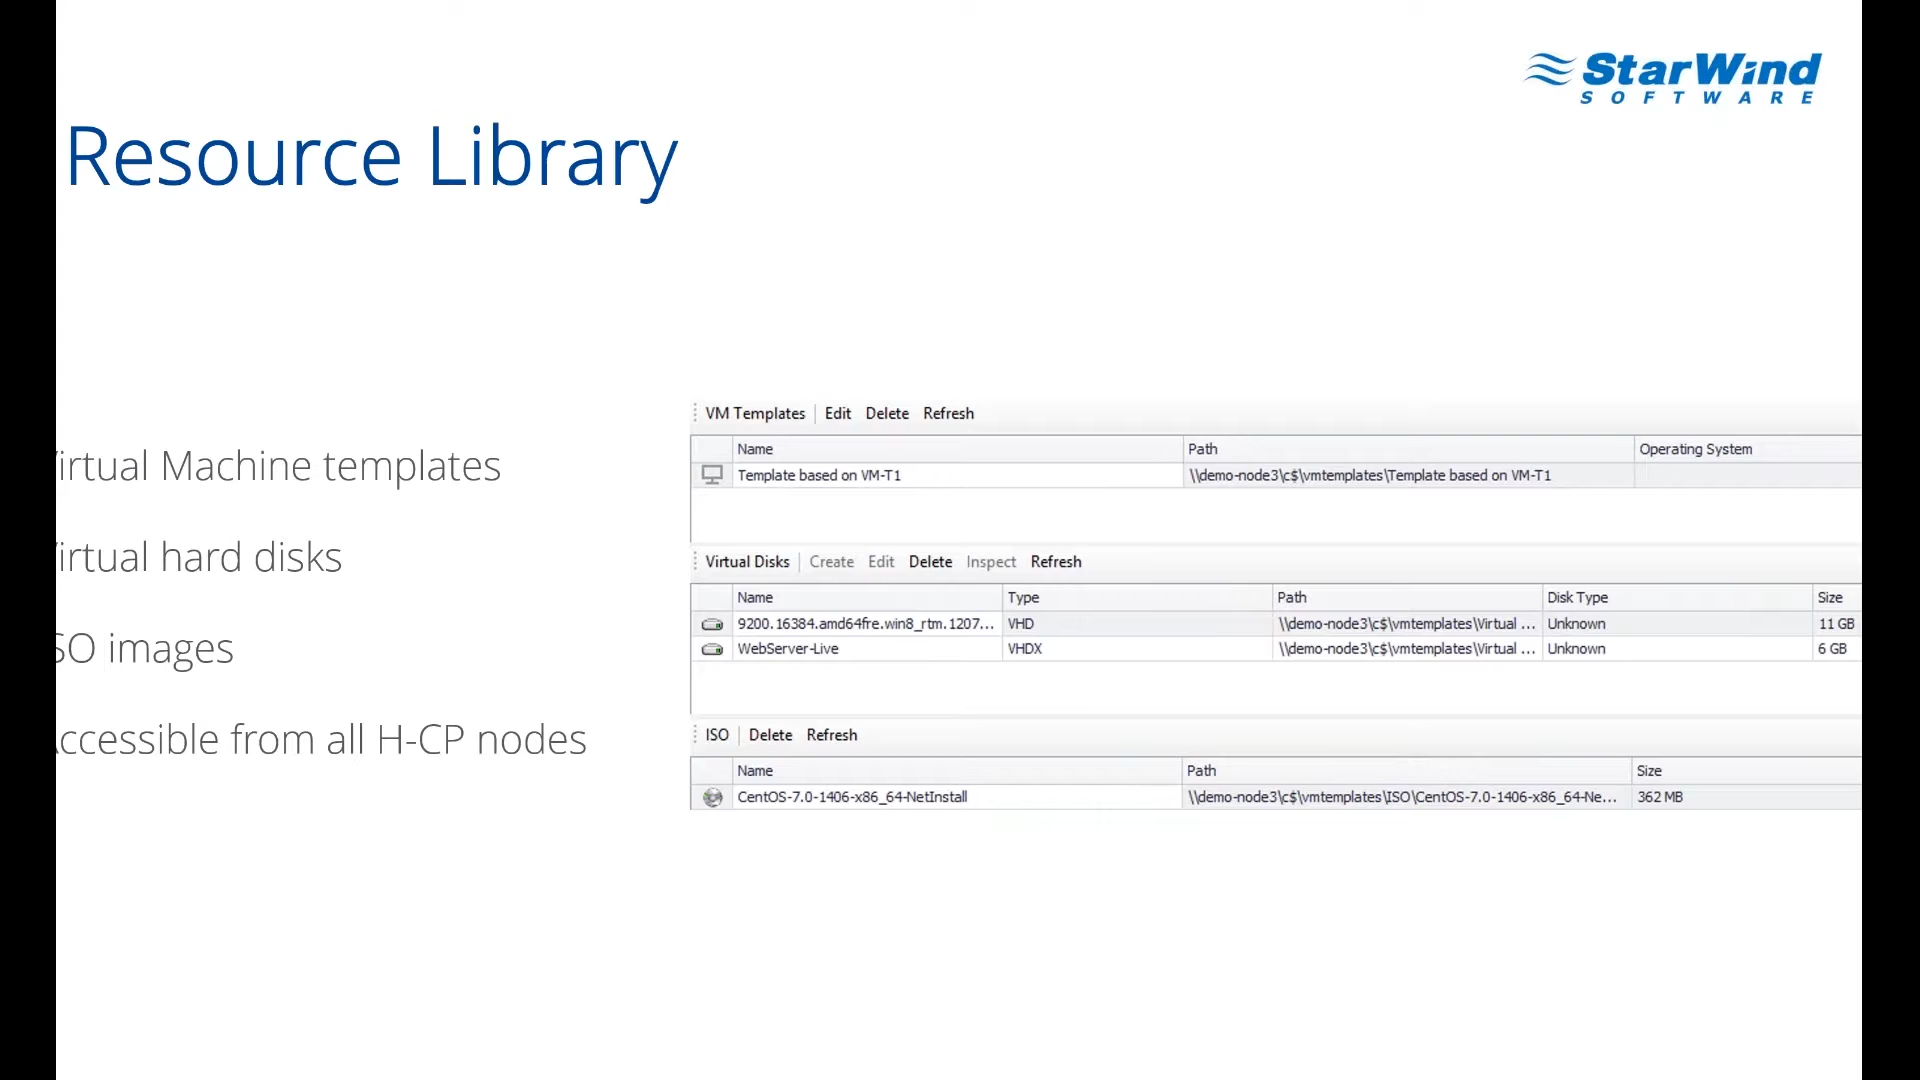 StarWind
SOFTWARE
Resource Library
irtual Machine templates
irtual hard disks
SO images
ccessible from all H-CP nodes
VM Templates Edit Delete Refresh
Name Path Operating System
Template based on VM-T1 \\demo-node3\c$\vmtemplates\Template based on VM-T1
Virtual Disks Create Edit Delete Inspect Refresh
Name Type Path Disk Type Size
9200.16384.amd64fre.win8_rtm.1207... VHD \\demo-node3\c$\vmtemplates\Virtual ... Unknown 11 GB
WebServer-Live VHDX \\demo-node3\c$\vmtemplates\Virtual ... Unknown 6 GB
ISO Delete Refresh
Name Path Size
CentOS-7.0-1406-x86_64-NetInstall \\demo-node3\c$\vmtemplates\ISO\CentOS-7.0-1406-x86_64-Ne... 362 MB